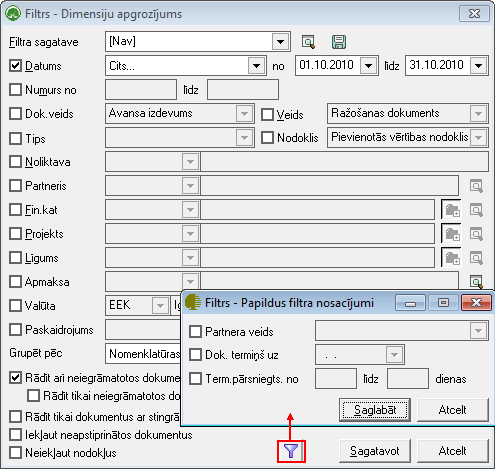 Filtrs - Dimensiju apgrozījums
Filtra sagatave [Nav]
Datums Cits... no 01.10.2010 līdz 31.10.2010
Numurs no līdz
Dok.veids Avansa izdevums Veids Ražošanas dokuments
Tips Nodoklis Pievienotās vērtības nodoklis
Noliktava
Partneris
Fin.kat
Projekts
Līgums
Apmaksa
Valūta EEK
Paskaidrojums
Grupēt pēc Nomenklatūras
Rādīt arī neiegrāmatotos
Rādīt tikai neiegrāmatotos
Rādīt tikai dokumentus ar
Iekļaut neapstiprinātos dokumentus
Neiekļaut nodokļus
Sagatavot Atcelt
Filtrs - Papildus filtra nosacījumi
Partnera veids
Dok. termiņš uz . .
Term.pārsniegts. no līdz dienas
Saglabāt Atcelt